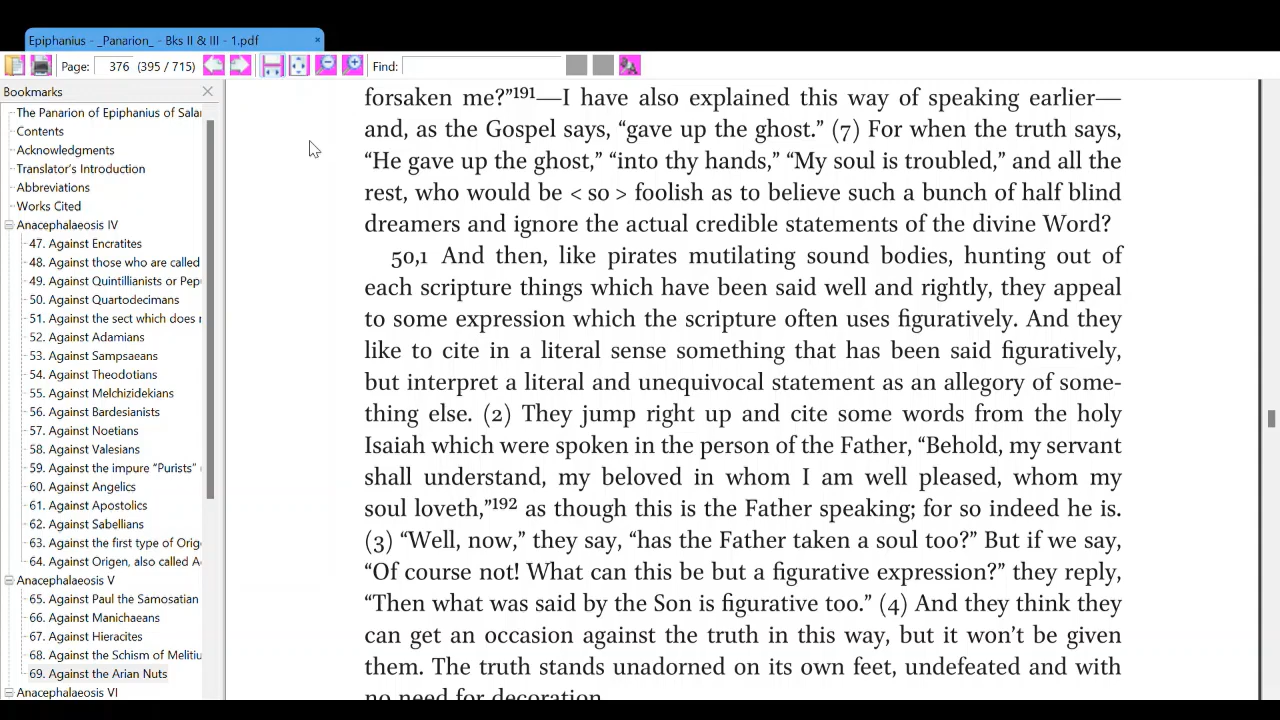 Epiphanius - _Panarion_ - Bks II & III - 1.pdf
Page: 376 (395 / 715) Find:
Bookmarks
The Panarion of Epiphanius of Sala
Contents
Acknowledgments
Translator's Introduction
Abbreviations
Works Cited
Anacephalaeosis IV
47. Against Encratites
48. Against those who are called
49. Against Quintillianists or Pep
50. Against Quartodecimans
51. Against the sect which does r
52. Against Adamians
53. Against Sampsaeans
54. Against Theodotians
55. Against Melchizidekians
56. Against Bardesianists
57. Against Noetians
58. Against Valesians
59. Against the impure “Purists” (
60. Against Angelics
61. Against Apostolics
62. Against Sabellians
63. Against the first type of Orig
64. Against Origen, also called A
Anacephalaeosis V
65. Against Paul the Samosatian
66. Against Manichaeans
67. Against Hieracites
68. Against the Schism of Melitiu
69. Against the Arian Nuts
Anacephalaeosis VI
forsaken me?”191—I have also explained this way of speaking earlier—
and, as the Gospel says, “gave up the ghost.” (7) For when the truth says,
“He gave up the ghost,” “into thy hands,” “My soul is troubled,” and all the
rest, who would be < so > foolish as to believe such a bunch of half blind
dreamers and ignore the actual credible statements of the divine Word?
50,1 And then, like pirates mutilating sound bodies, hunting out of
each scripture things which have been said well and rightly, they appeal
to some expression which the scripture often uses figuratively. And they
like to cite in a literal sense something that has been said figuratively,
but interpret a literal and unequivocal statement as an allegory of some-
thing else. (2) They jump right up and cite some words from the holy
Isaiah which were spoken in the person of the Father, “Behold, my servant
shall understand, my beloved in whom I am well pleased, whom my
soul loveth,”192 as though this is the Father speaking; for so indeed he is.
(3) “Well, now,” they say, “has the Father taken a soul too?” But if we say,
“Of course not! What can this be but a figurative expression?” they reply,
“Then what was said by the Son is figurative too.” (4) And they think they
can get an occasion against the truth in this way, but it won’t be given
them. The truth stands unadorned on its own feet, undefeated and with
no need for decoration.